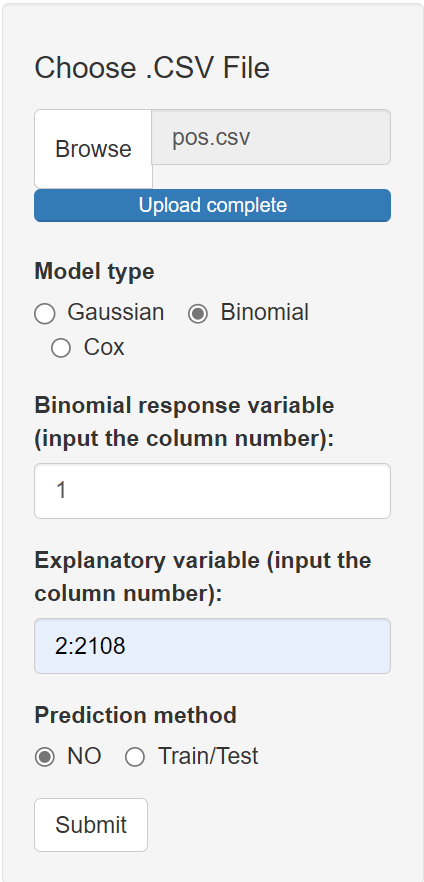 Choose .CSV File
Browse pos.csv
Upload complete
Model type
Gaussian Binomial
Cox
Binomial response variable
(input the column number):
1
Explanatory variable (input the
column number):
2:2108
Prediction method
NO Train/Test
Submit